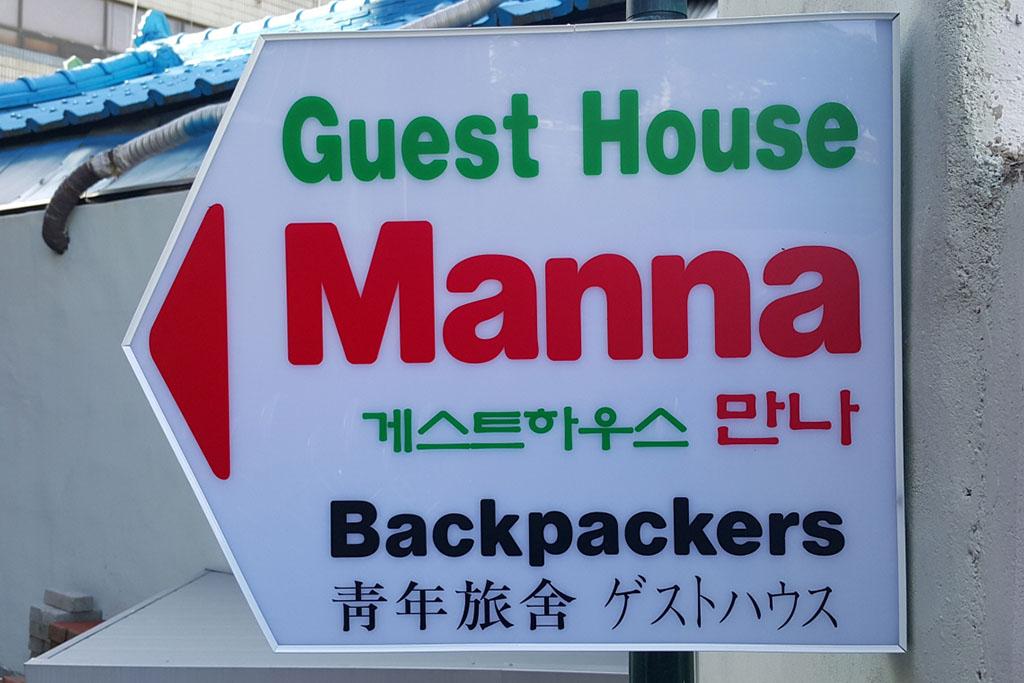 Guest House
Manna
게스트하우스 만나
Backpackers
靑年旅舍 ゲストハウス